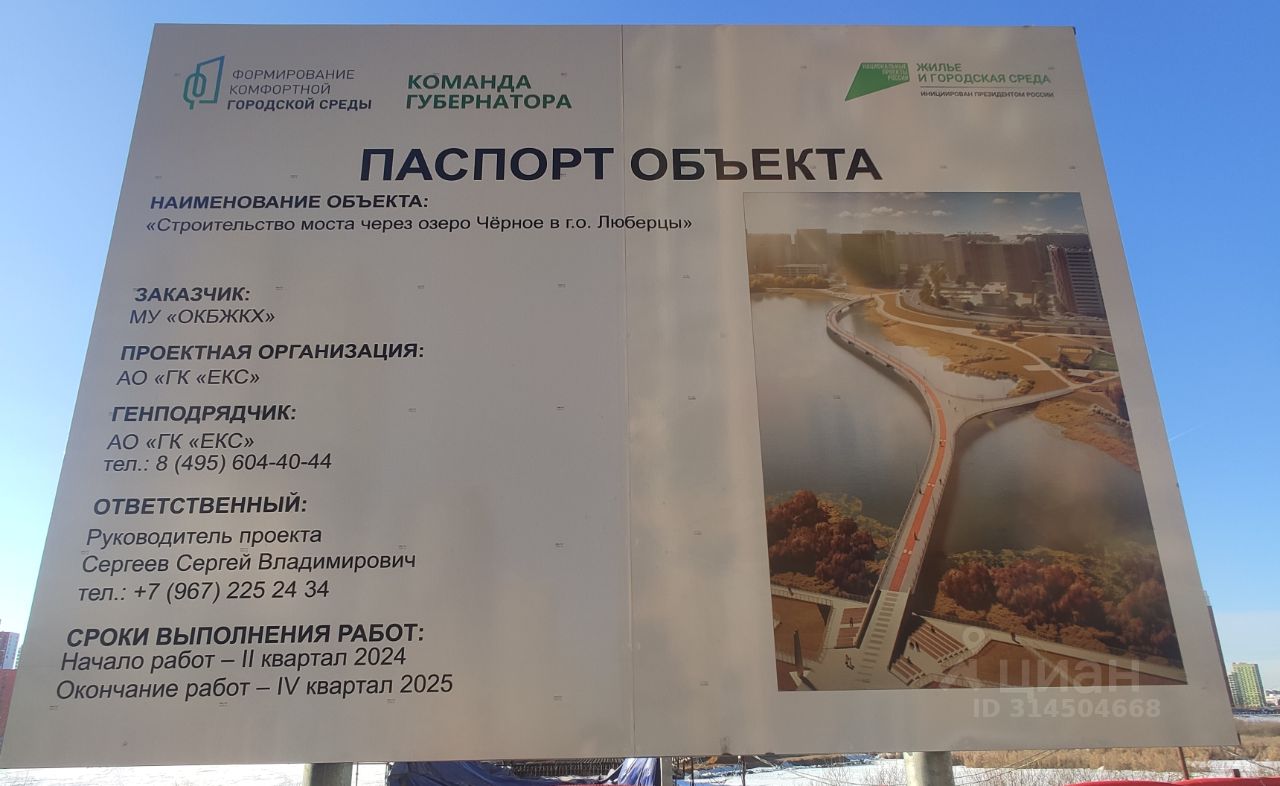 ФОРМИРОВАНИЕ
КОМФОРТНОЙ
ГОРОДСКОЙ СРЕДЫ
КОМАНДА
ГУБЕРНАТОРА
НАЦИОНАЛЬНЫЕ
ПРОЕКТЫ
РОССИИ
ЖИЛЬЕ
И ГОРОДСКАЯ СРЕДА
ИНИЦИИРОВАН ПРЕЗИДЕНТОМ РОССИИ
ПАСПОРТ ОБЪЕКТА
НАИМЕНОВАНИЕ ОБЪЕКТА:
«Строительство моста через озеро Чёрное в г.о. Люберцы»
ЗАКАЗЧИК:
МУ «ОКБЖКХ»
ПРОЕКТНАЯ ОРГАНИЗАЦИЯ:
АО «ГК «ЕКС»
ГЕНПОДРЯДЧИК:
АО «ГК «ЕКС»
тел.: 8 (495) 604-40-44
ОТВЕТСТВЕННЫЙ:
Руководитель проекта
Сергеев Сергей Владимирович
тел.: +7 (967) 225 24 34
СРОКИ ВЫПОЛНЕНИЯ РАБОТ:
Начало работ – II квартал 2024
Окончание работ – IV квартал 2025
ЦИАН
ID 314504668